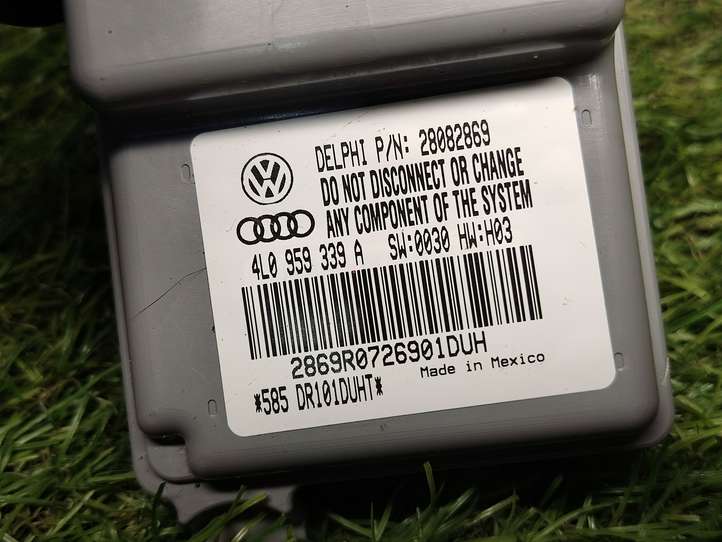 DELPHI P/N: 28082869
DO NOT DISCONNECT OR CHANGE
ANY COMPONENT OF THE SYSTEM
4L0 959 339 A SW:0030 HW:H03
2869R0726901DUH
Made in Mexico
*585 DR101DUHT*